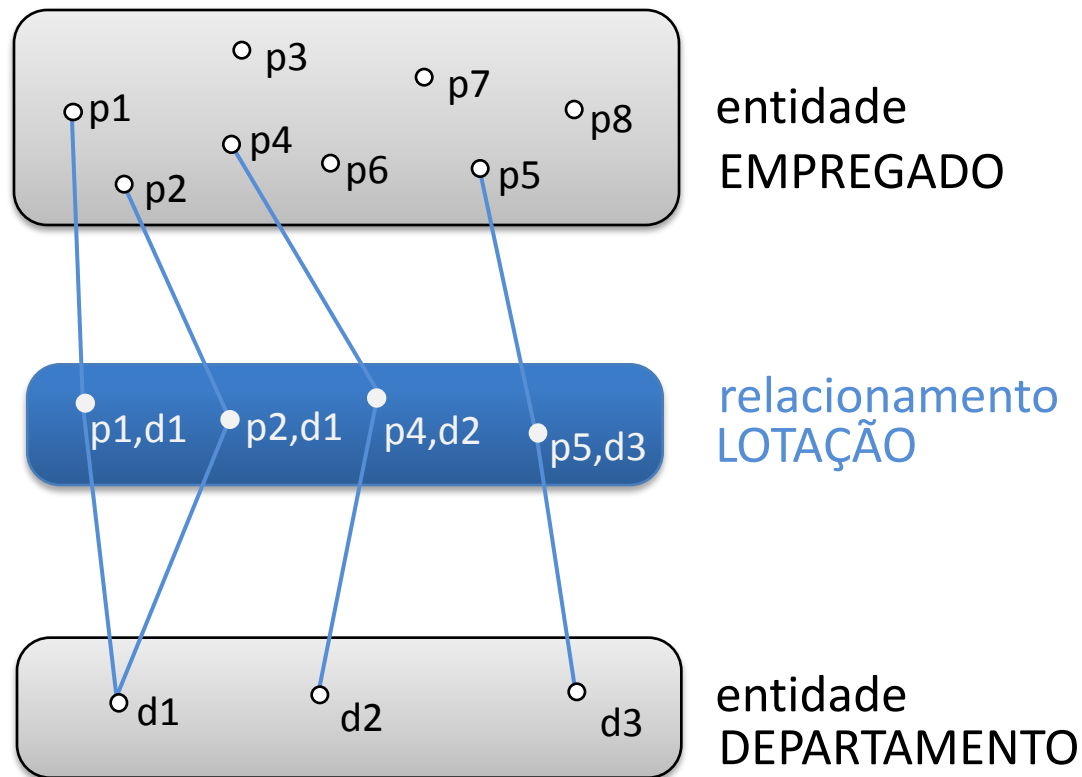 p3
p7
p1
p8
p4
p6
p5
p2
entidade
EMPREGADO
p1,d1
p2,d1
p4,d2
p5,d3
relacionamento
LOTAÇÃO
d1
d2
d3
entidade
DEPARTAMENTO